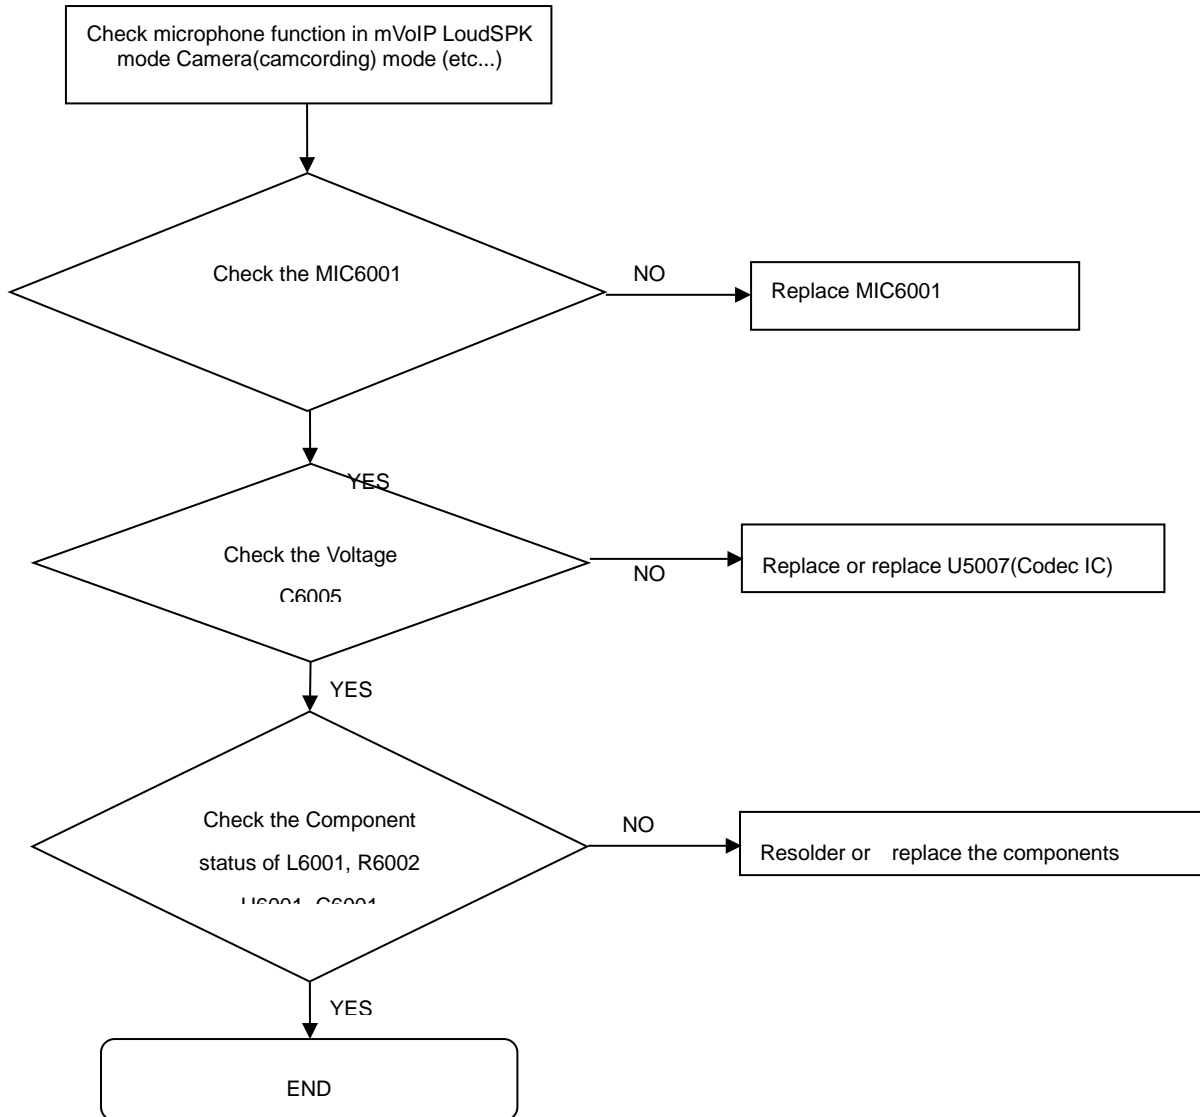 Check microphone function in mVoIP LoudSPK
mode Camera(camcording) mode (etc...)
Check the MIC6001
NO
Replace MIC6001
YES
Check the Voltage
C6005
NO
Replace or replace U5007(Codec IC)
YES
Check the Component
status of L6001, R6002
NO
Resolder or replace the components
YES
END